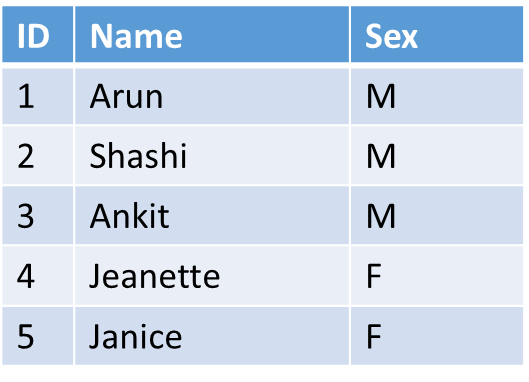 ID Name Sex
1 Arun M
2 Shashi M
3 Ankit M
4 Jeanette F
5 Janice F